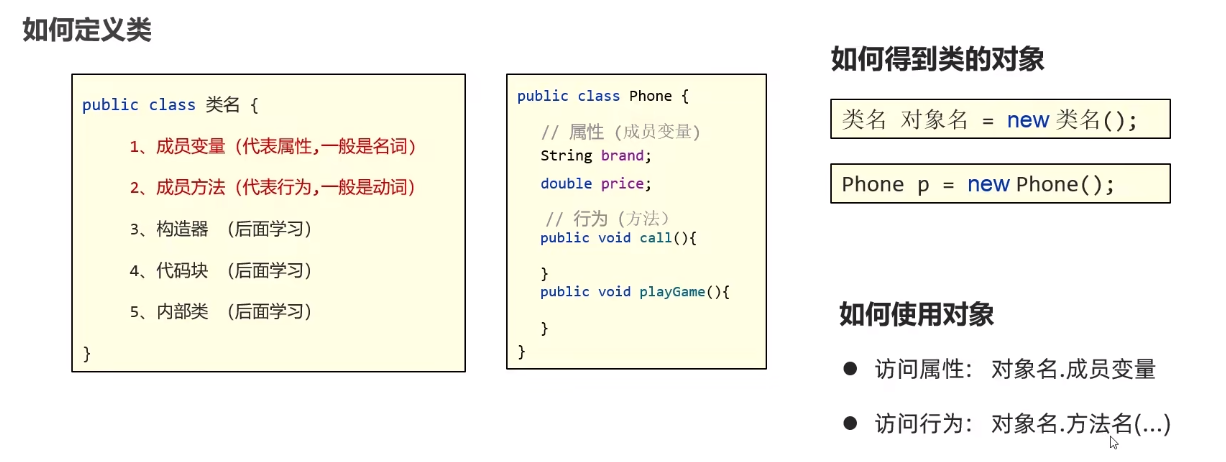 如何定义类
public class 类名 {
1、成员变量（代表属性,一般是名词）
2、成员方法（代表行为,一般是动词）
3、构造器 （后面学习）
4、代码块 （后面学习）
5、内部类 （后面学习）
}
public class Phone {
// 属性（成员变量）
String brand;
double price;
// 行为（方法）
public void call(){
}
public void playGame(){
}
}
如何得到类的对象
类名 对象名 = new 类名();
Phone p = new Phone();
如何使用对象
● 访问属性： 对象名.成员变量
● 访问行为： 对象名.方法名(...)